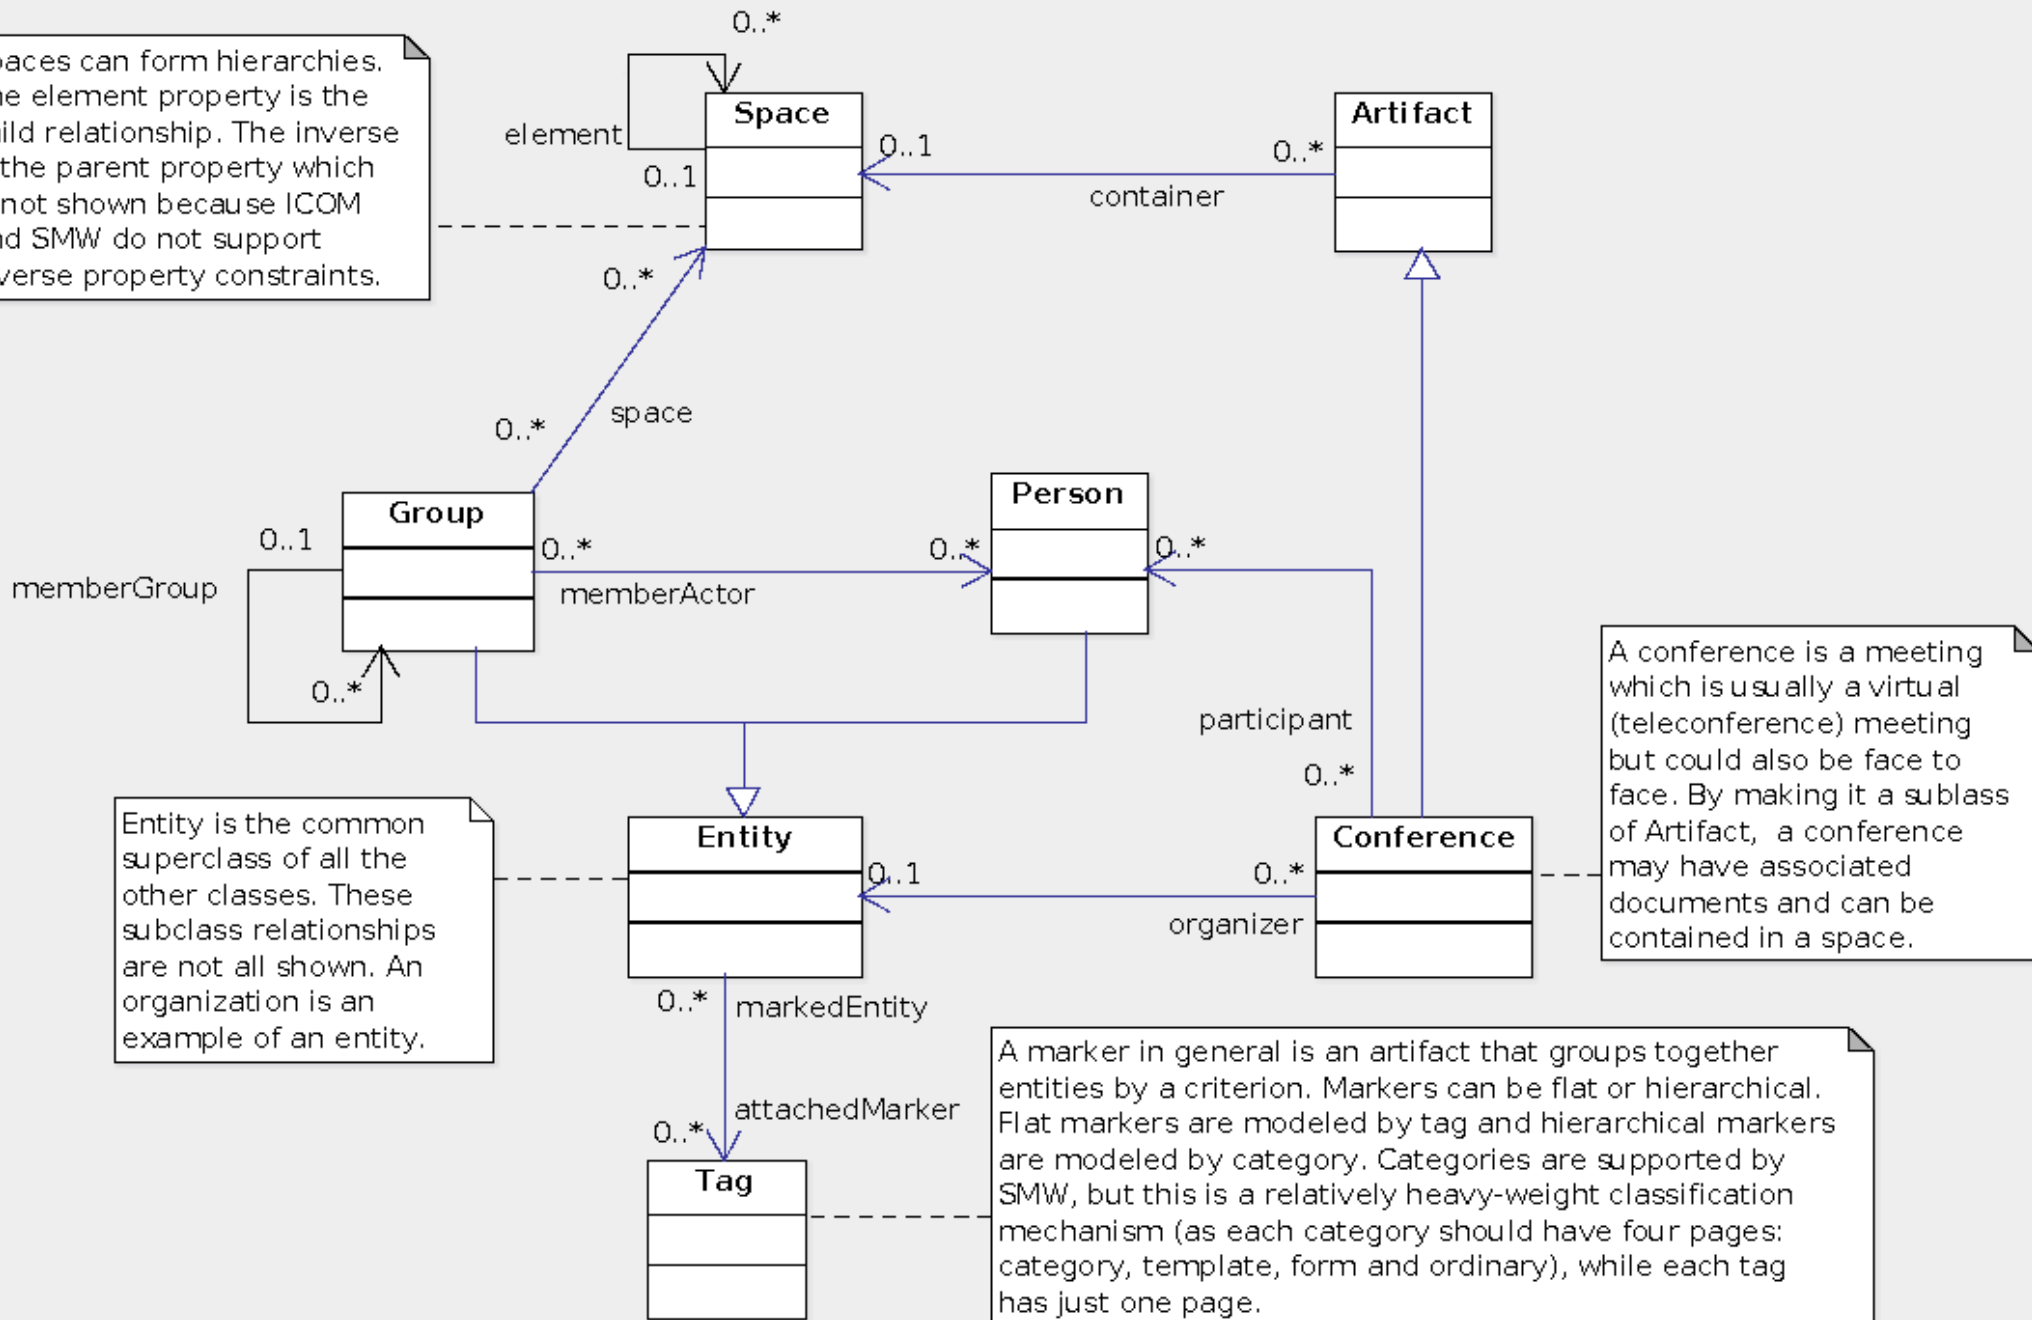 0..*
paces can form hierarchies.
ne element property is the
ild relationship. The inverse
the parent property which
not shown because ICOM
nd SMW do not support
verse property constraints.
element
0..1
Space
0..1
container
0..*
Artifact
0..*
space
0..*
Group
0..1
memberGroup
0..*
0..*
memberActor
0..*
Person
0..*
participant
0..*
A conference is a meeting
which is usually a virtual
(teleconference) meeting
but could also be face to
face. By making it a sublass
of Artifact, a conference
may have associated
documents and can be
contained in a space.
Entity is the common
superclass of all the
other classes. These
subclass relationships
are not all shown. An
organization is an
example of an entity.
Entity
0..1
0..*
organizer
Conference
0..*
markedEntity
attachedMarker
0..*
Tag
A marker in general is an artifact that groups together
entities by a criterion. Markers can be flat or hierarchical.
Flat markers are modeled by tag and hierarchical markers
are modeled by category. Categories are supported by
SMW, but this is a relatively heavy-weight classification
mechanism (as each category should have four pages:
category, template, form and ordinary), while each tag
has just one page.